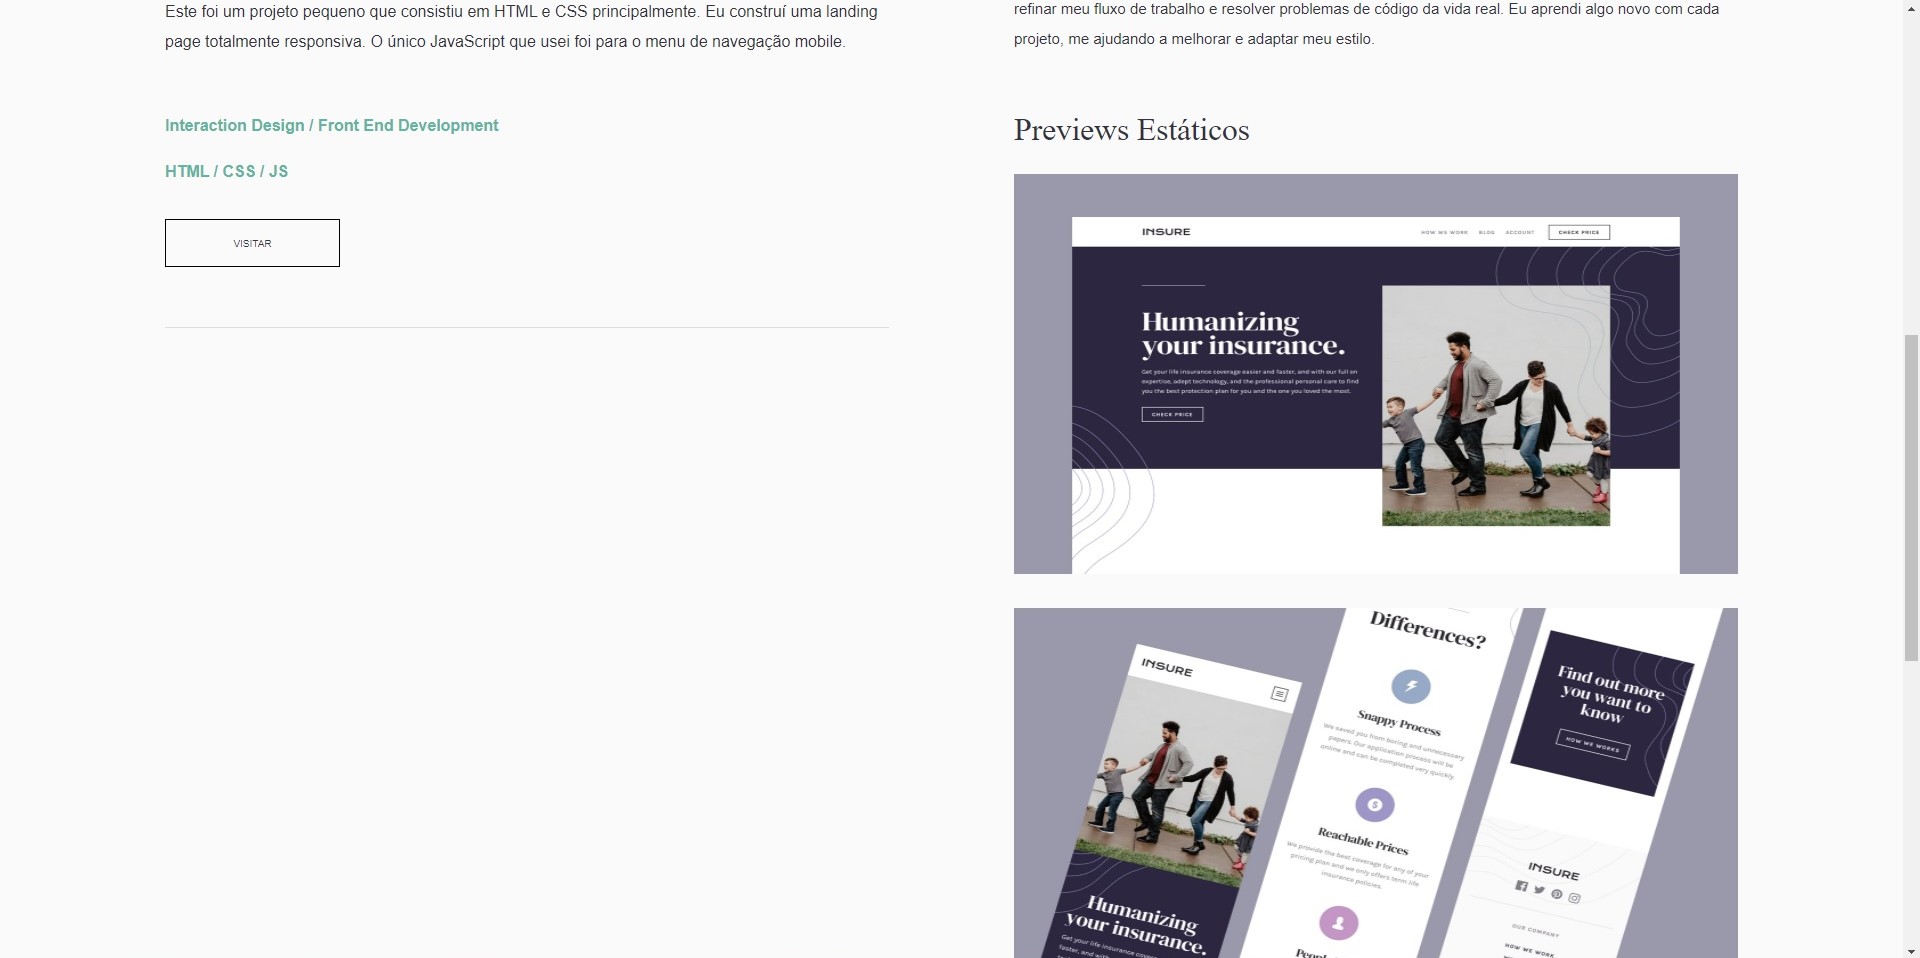 Este foi um projeto pequeno que consistiu em HTML e CSS principalmente. Eu construí uma landing
page totalmente responsiva. O único JavaScript que usei foi para o menu de navegação mobile.
Interaction Design / Front End Development
HTML / CSS / JS
VISITAR
refinar meu fluxo de trabalho e resolver problemas de código da vida real. Eu aprendi algo novo com cada
projeto, me ajudando a melhorar e adaptar meu estilo.
Previews Estáticos
INSURE
HOW WE WORK BLOG ACCOUNT CHECK PRICE
Humanizing
your insurance.
Get your life insurance coverage easier and faster, and with our full on
expertise, adept technology, and the professional personal care to find
you the best protection plan for you and the one you loved the most.
CHECK PRICE
INSURE
Humanizing
your insurance.
Get your life insurance
faster, and with
Differences?
Snappy Process
We saved you from boring and unnecessary
papers. Our application process will be
online and can be completed very quickly.
Reachable Prices
We provide the best coverage for any of your
pricing plan and we only offers term life
insurance policies.
Find out more
you want to
know
HOW WE WORKS
INSURE
OUR COMPANY
HOW WE WORK